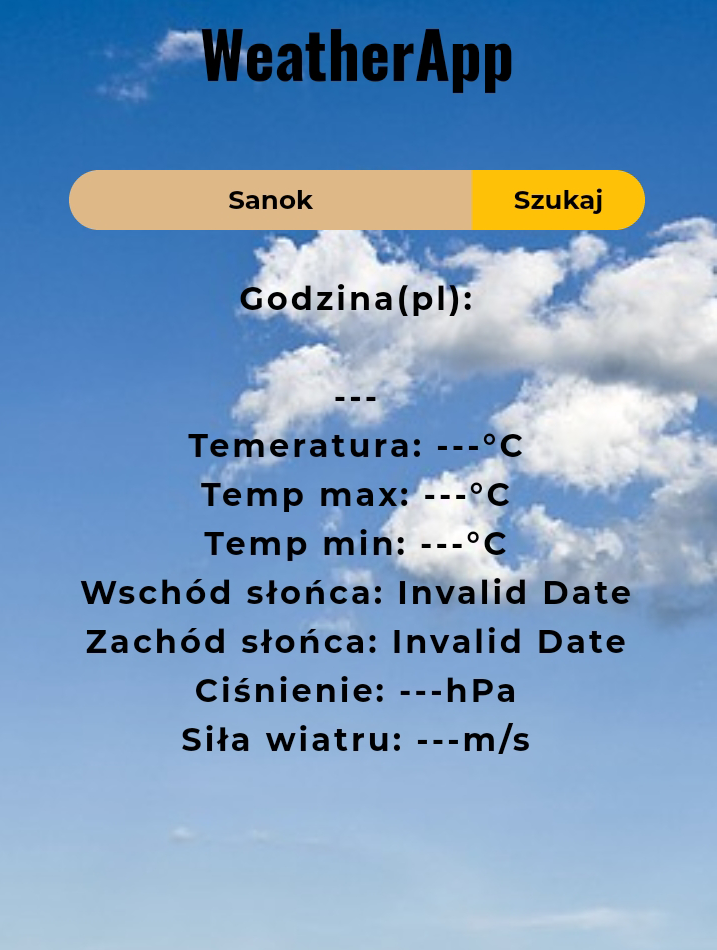 WeatherApp
Sanok Szukaj
Godzina(pl):
---
Temeratura: ---°C
Temp max: ---°C
Temp min: ---°C
Wschód słońca: Invalid Date
Zachód słońca: Invalid Date
Ciśnienie: ---hPa
Siła wiatru: ---m/s